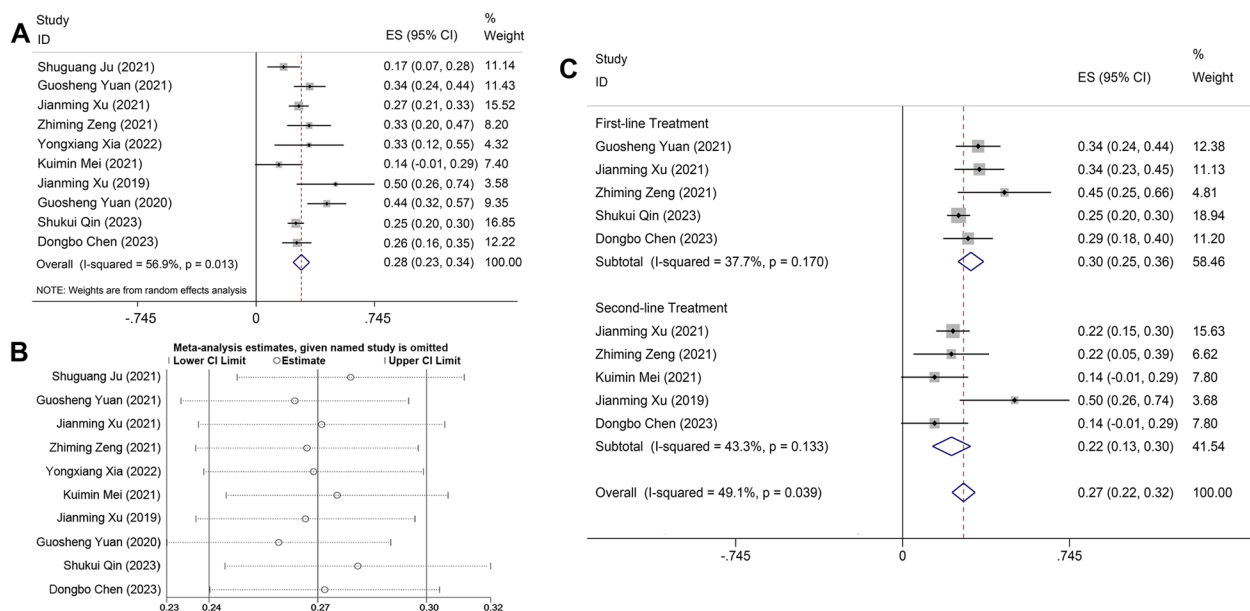 A
Study
ID
ES (95% CI)
%
Weight
Shuguang Ju (2021) 0.17 (0.07, 0.28) 11.14
Guosheng Yuan (2021) 0.34 (0.24, 0.44) 11.43
Jianming Xu (2021) 0.27 (0.21, 0.33) 15.52
Zhiming Zeng (2021) 0.33 (0.20, 0.47) 8.20
Yongxiang Xia (2022) 0.33 (0.12, 0.55) 4.32
Kuimin Mei (2021) 0.14 (-0.01, 0.29) 7.40
Jianming Xu (2019) 0.50 (0.26, 0.74) 3.58
Guosheng Yuan (2020) 0.44 (0.32, 0.57) 9.35
Shukui Qin (2023) 0.25 (0.20, 0.30) 16.85
Dongbo Chen (2023) 0.26 (0.16, 0.35) 12.22
Overall (I-squared = 56.9%, p = 0.013) 0.28 (0.23, 0.34) 100.00
NOTE: Weights are from random effects analysis
-.745 0 .745
B
Meta-analysis estimates, given named study is omitted
Lower CI Limit Estimate Upper CI Limit
Shuguang Ju (2021)
Guosheng Yuan (2021)
Jianming Xu (2021)
Zhiming Zeng (2021)
Yongxiang Xia (2022)
Kuimin Mei (2021)
Jianming Xu (2019)
Guosheng Yuan (2020)
Shukui Qin (2023)
Dongbo Chen (2023)
0.23 0.24 0.27 0.30 0.32
C
Study
ID
ES (95% CI)
%
Weight
First-line Treatment
Guosheng Yuan (2021) 0.34 (0.24, 0.44) 12.38
Jianming Xu (2021) 0.34 (0.23, 0.45) 11.13
Zhiming Zeng (2021) 0.45 (0.25, 0.66) 4.81
Shukui Qin (2023) 0.25 (0.20, 0.30) 18.94
Dongbo Chen (2023) 0.29 (0.18, 0.40) 11.20
Subtotal (I-squared = 37.7%, p = 0.170) 0.30 (0.25, 0.36) 58.46
Second-line Treatment
Jianming Xu (2021) 0.22 (0.15, 0.30) 15.63
Zhiming Zeng (2021) 0.22 (0.05, 0.39) 6.62
Kuimin Mei (2021) 0.14 (-0.01, 0.29) 7.80
Jianming Xu (2019) 0.50 (0.26, 0.74) 3.68
Dongbo Chen (2023) 0.14 (-0.01, 0.29) 7.80
Subtotal (I-squared = 43.3%, p = 0.133) 0.22 (0.13, 0.30) 41.54
Overall (I-squared = 49.1%, p = 0.039) 0.27 (0.22, 0.32) 100.00
-.745 0 .745